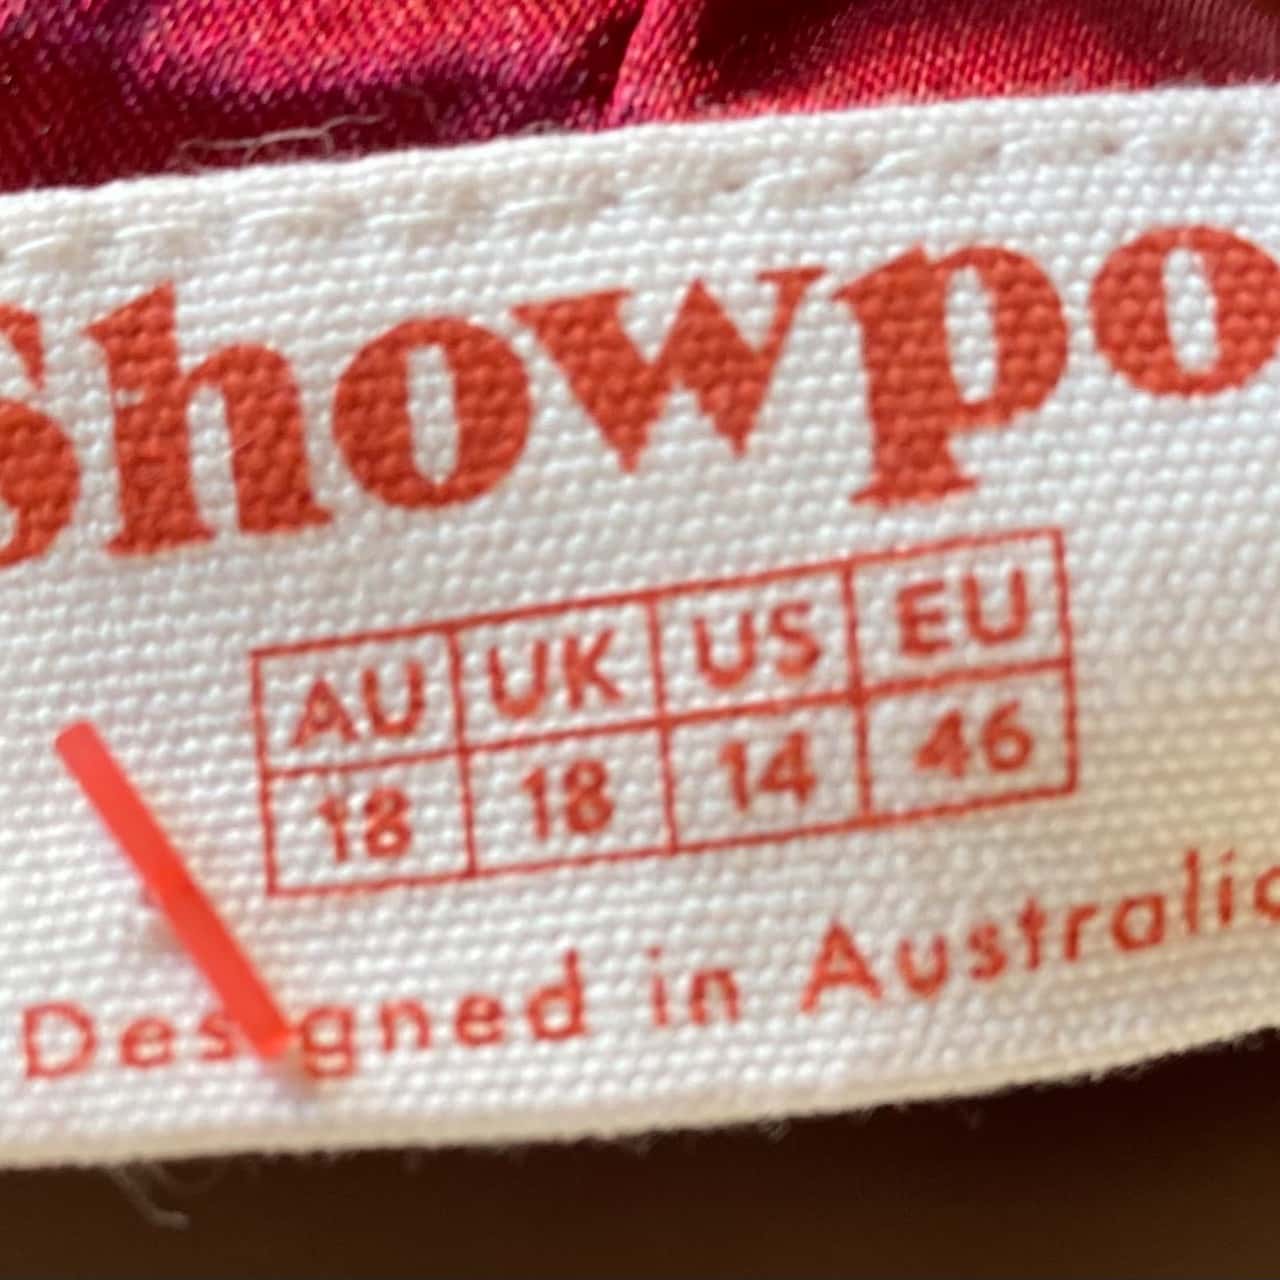 Showpo
AU UK US EU
18 18 14 46
Designed in Australia